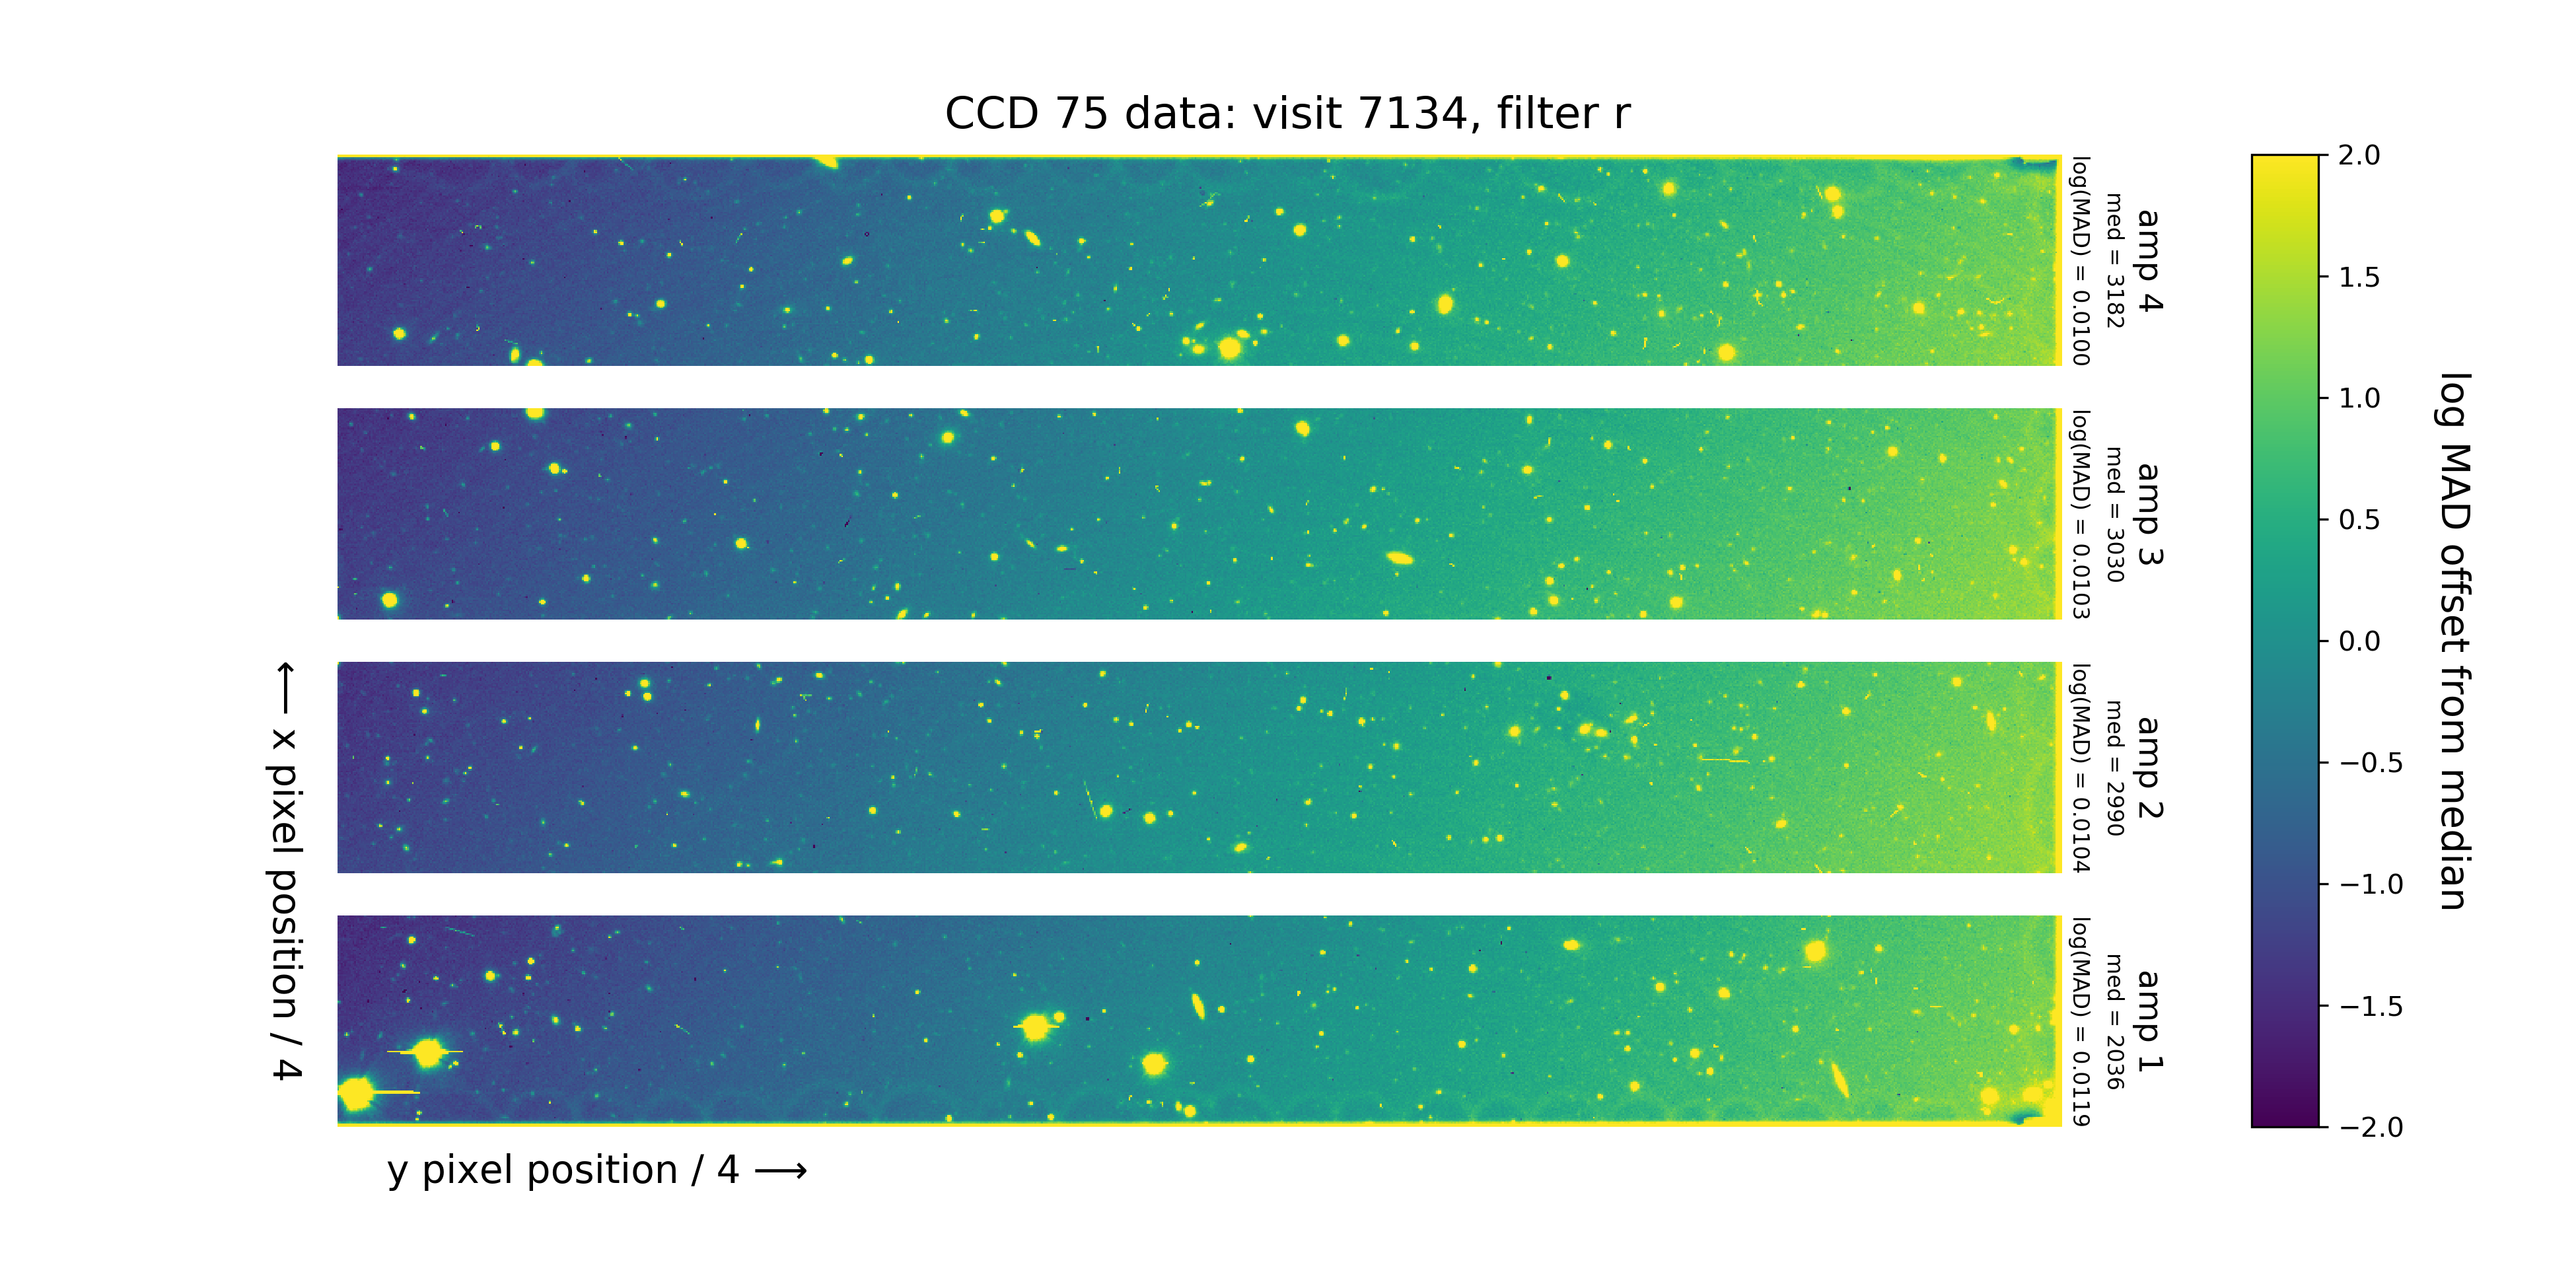 CCD 75 data: visit 7134, filter r
amp 4
med = 3182
log(MAD) = 0.0100
amp 3
med = 3030
log(MAD) = 0.0103
amp 2
med = 2990
log(MAD) = 0.0104
amp 1
med = 2036
log(MAD) = 0.0119
⟵ x pixel position / 4
y pixel position / 4 ⟶
2.0
1.5
1.0
0.5
0.0
−0.5
−1.0
−1.5
−2.0
log MAD offset from median